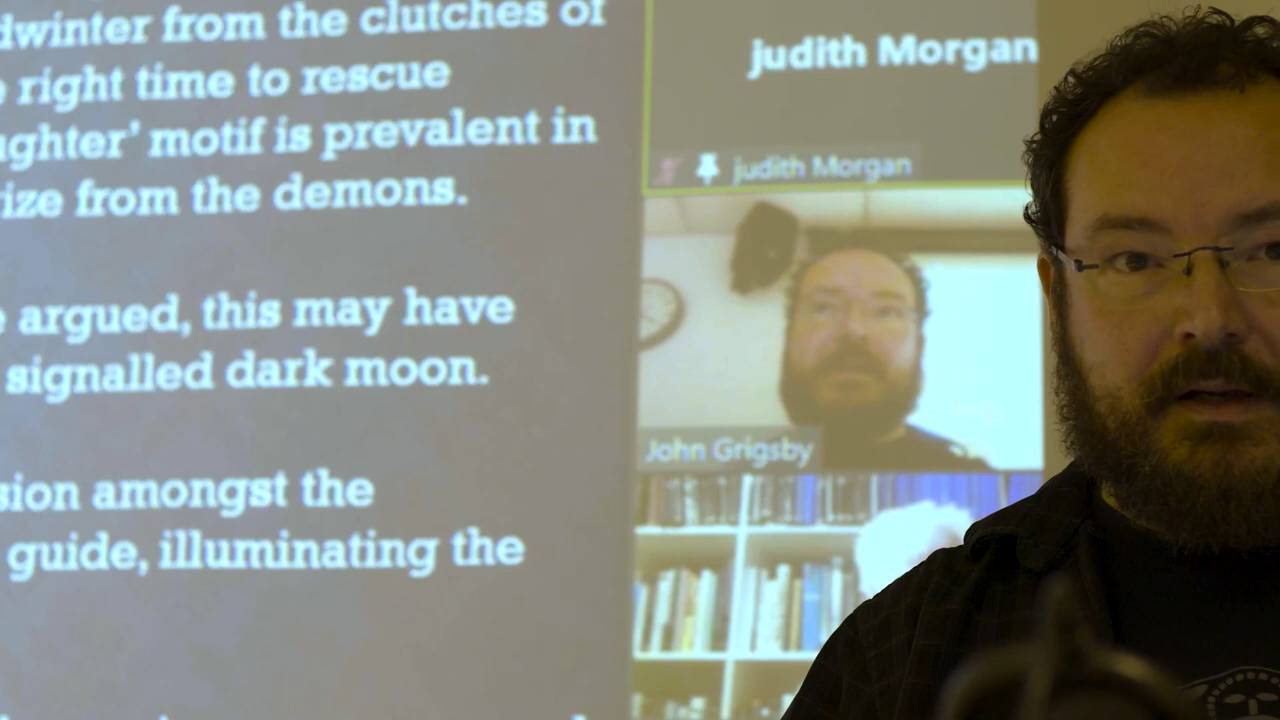 dwinter from the clutches of
right time to rescue
ughter’ motif is prevalent in
ize from the demons.
argued, this may have
signalled dark moon.
sion amongst the
guide, illuminating the
judith Morgan
judith Morgan
John Grigsby